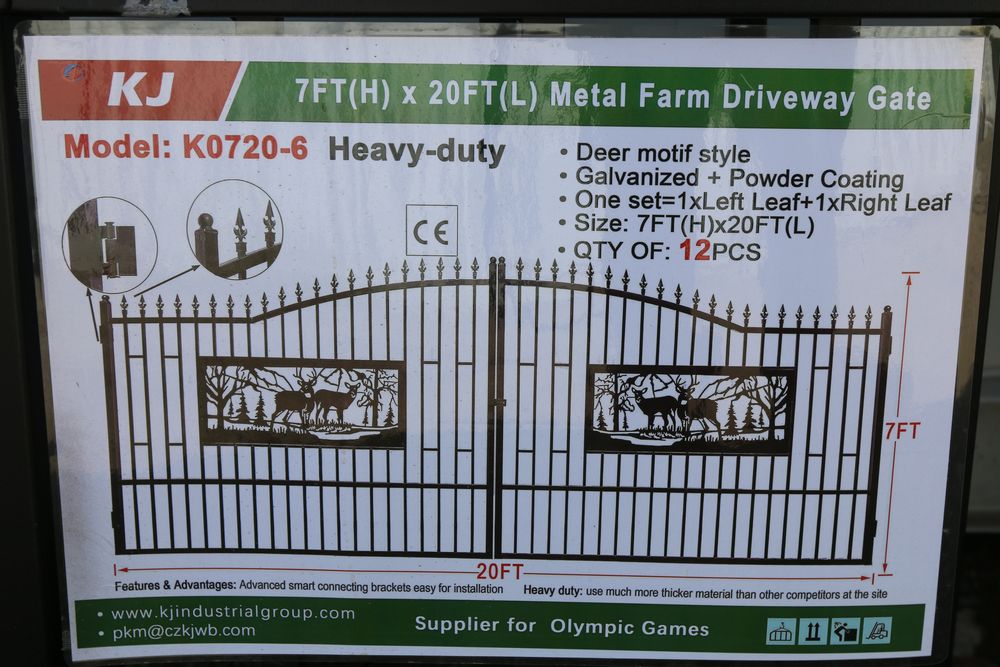 KJ
7FT(H) x 20FT(L) Metal Farm Driveway Gate
Model: K0720-6 Heavy-duty
• Deer motif style
• Galvanized + Powder Coating
• One set=1xLeft Leaf+1xRight Leaf
• Size: 7FT(H)x20FT(L)
• QTY OF: 12PCS
CE
7FT
20FT
Features & Advantages: Advanced smart connecting brackets easy for installation
Heavy duty: use much more thicker material than other competitors at the site
• www.kjindustrialgroup.com
• pkm@czkjwb.com
Supplier for Olympic Games